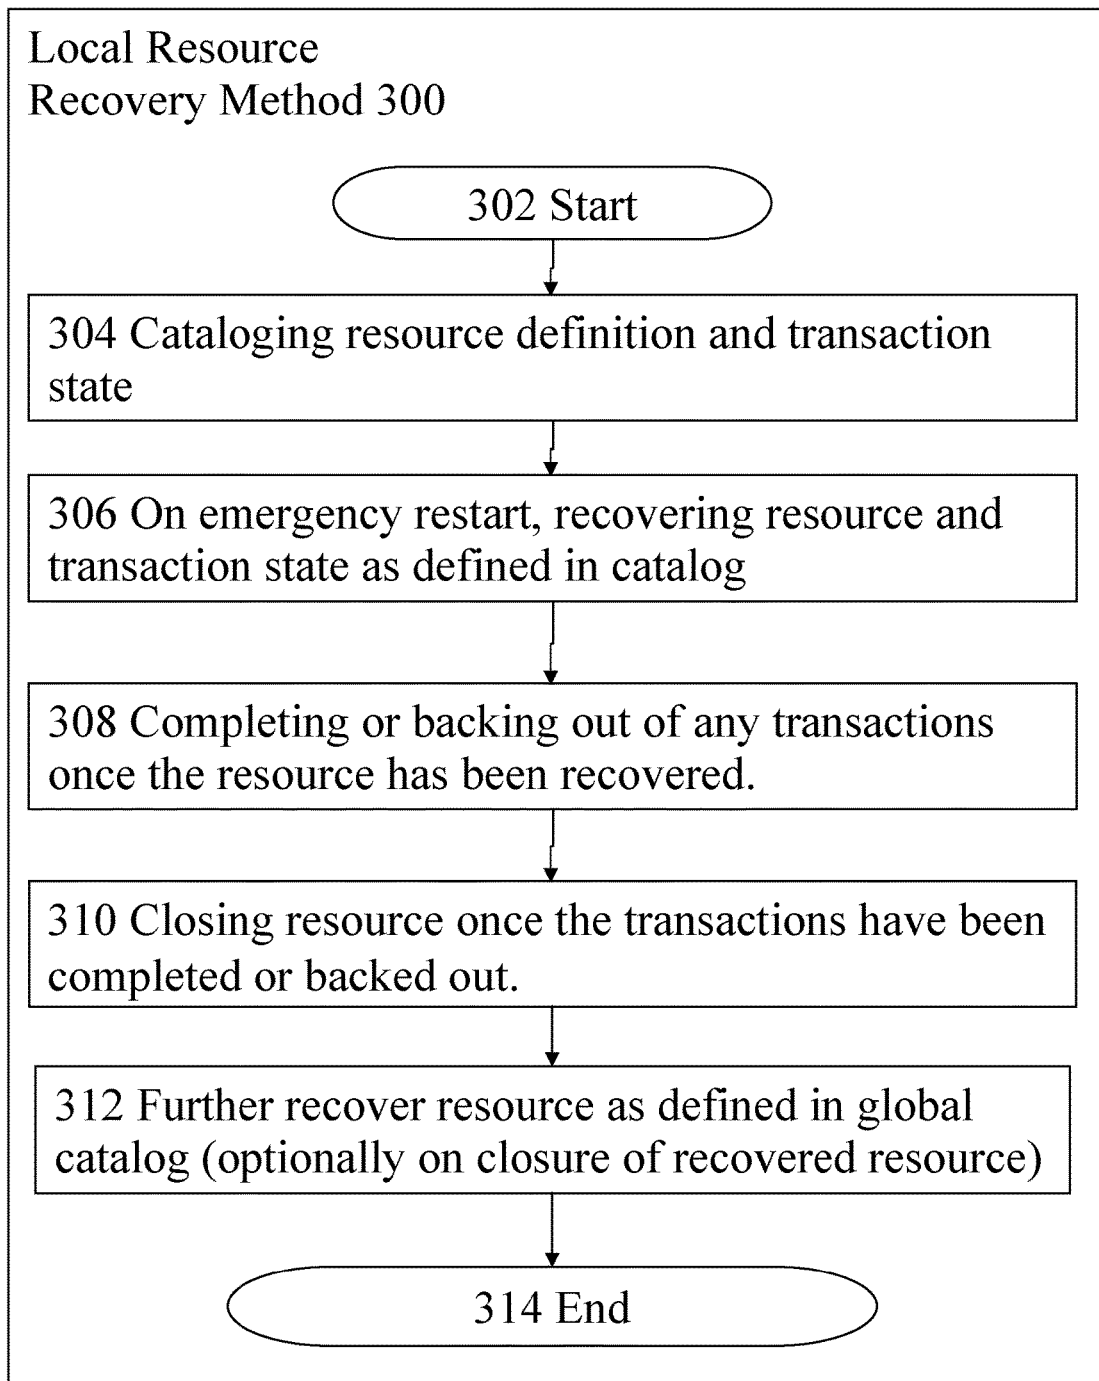 Local Resource
Recovery Method 300
302 Start
304 Cataloging resource definition and transaction
state
306 On emergency restart, recovering resource and
transaction state as defined in catalog
308 Completing or backing out of any transactions
once the resource has been recovered.
310 Closing resource once the transactions have been
completed or backed out.
312 Further recover resource as defined in global
catalog (optionally on closure of recovered resource)
314 End